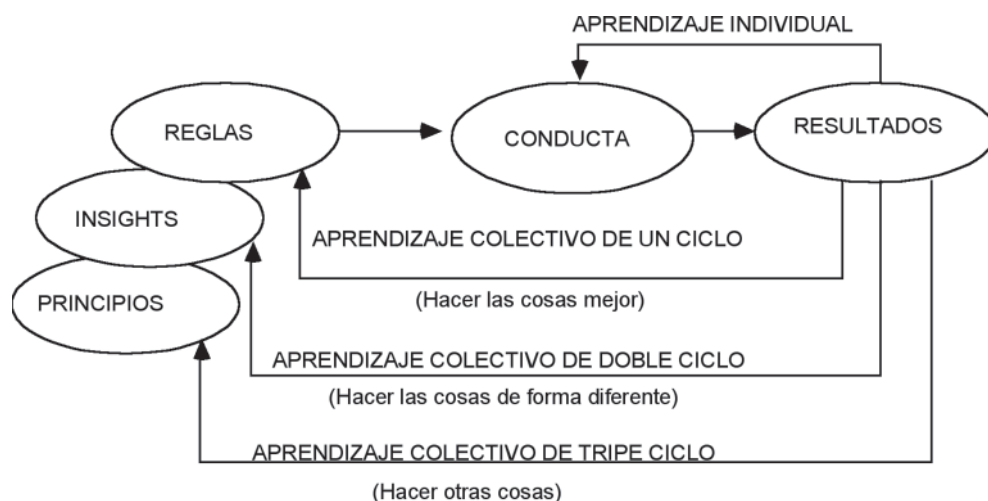 APRENDIZAJE INDIVIDUAL
REGLAS
CONDUCTA
RESULTADOS
INSIGHTS
APRENDIZAJE COLECTIVO DE UN CICLO
(Hacer las cosas mejor)
PRINCIPIOS
APRENDIZAJE COLECTIVO DE DOBLE CICLO
(Hacer las cosas de forma diferente)
APRENDIZAJE COLECTIVO DE TRIPE CICLO
(Hacer otras cosas)